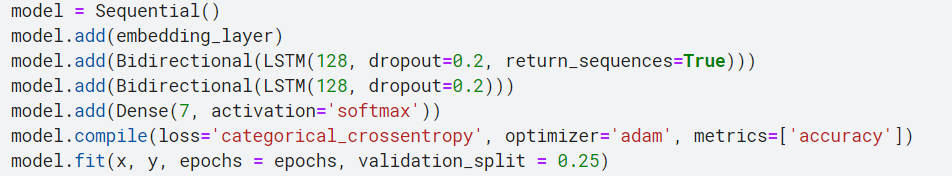 model = Sequential()
model.add(embedding_layer)
model.add(Bidirectional(LSTM(128, dropout=0.2, return_sequences=True)))
model.add(Bidirectional(LSTM(128, dropout=0.2)))
model.add(Dense(7, activation='softmax'))
model.compile(loss='categorical_crossentropy', optimizer='adam', metrics=['accuracy'])
model.fit(x, y, epochs = epochs, validation_split = 0.25)